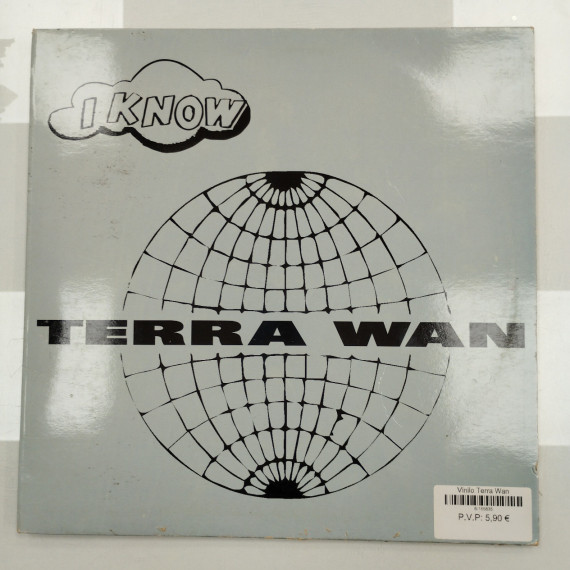 I KNOW
TERRA WAN
Vinilo Terra Wan
P.V.P: 5,90 €